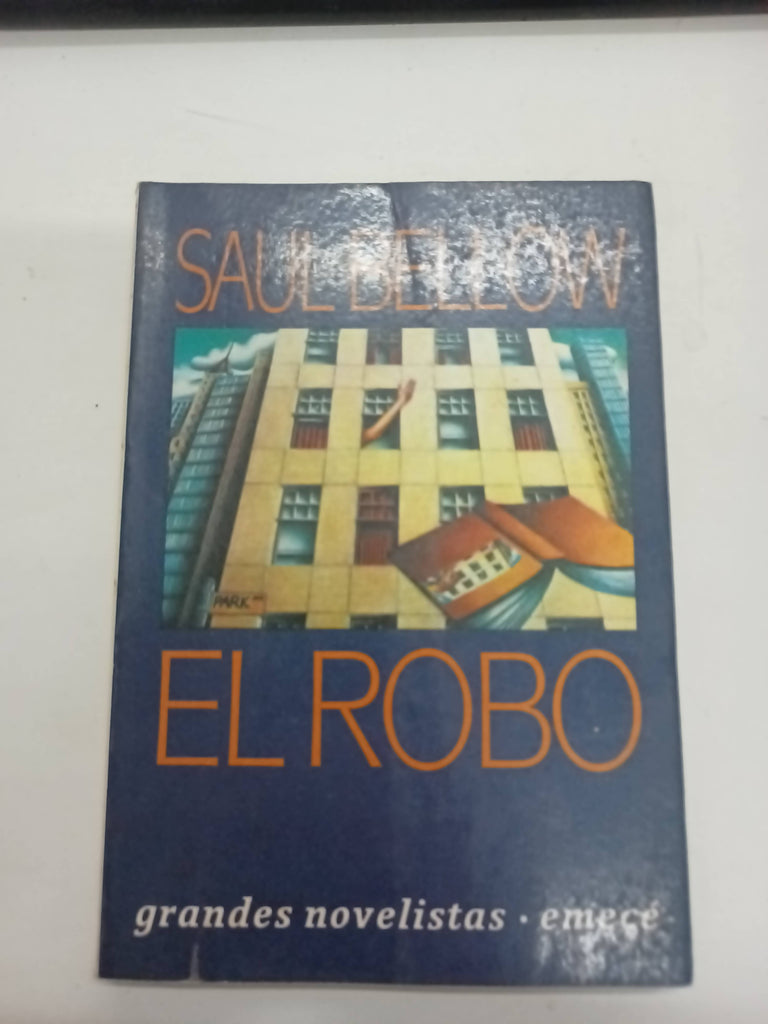 SAUL BELLOW
PARK
EL ROBO
grandes novelistas · emecé